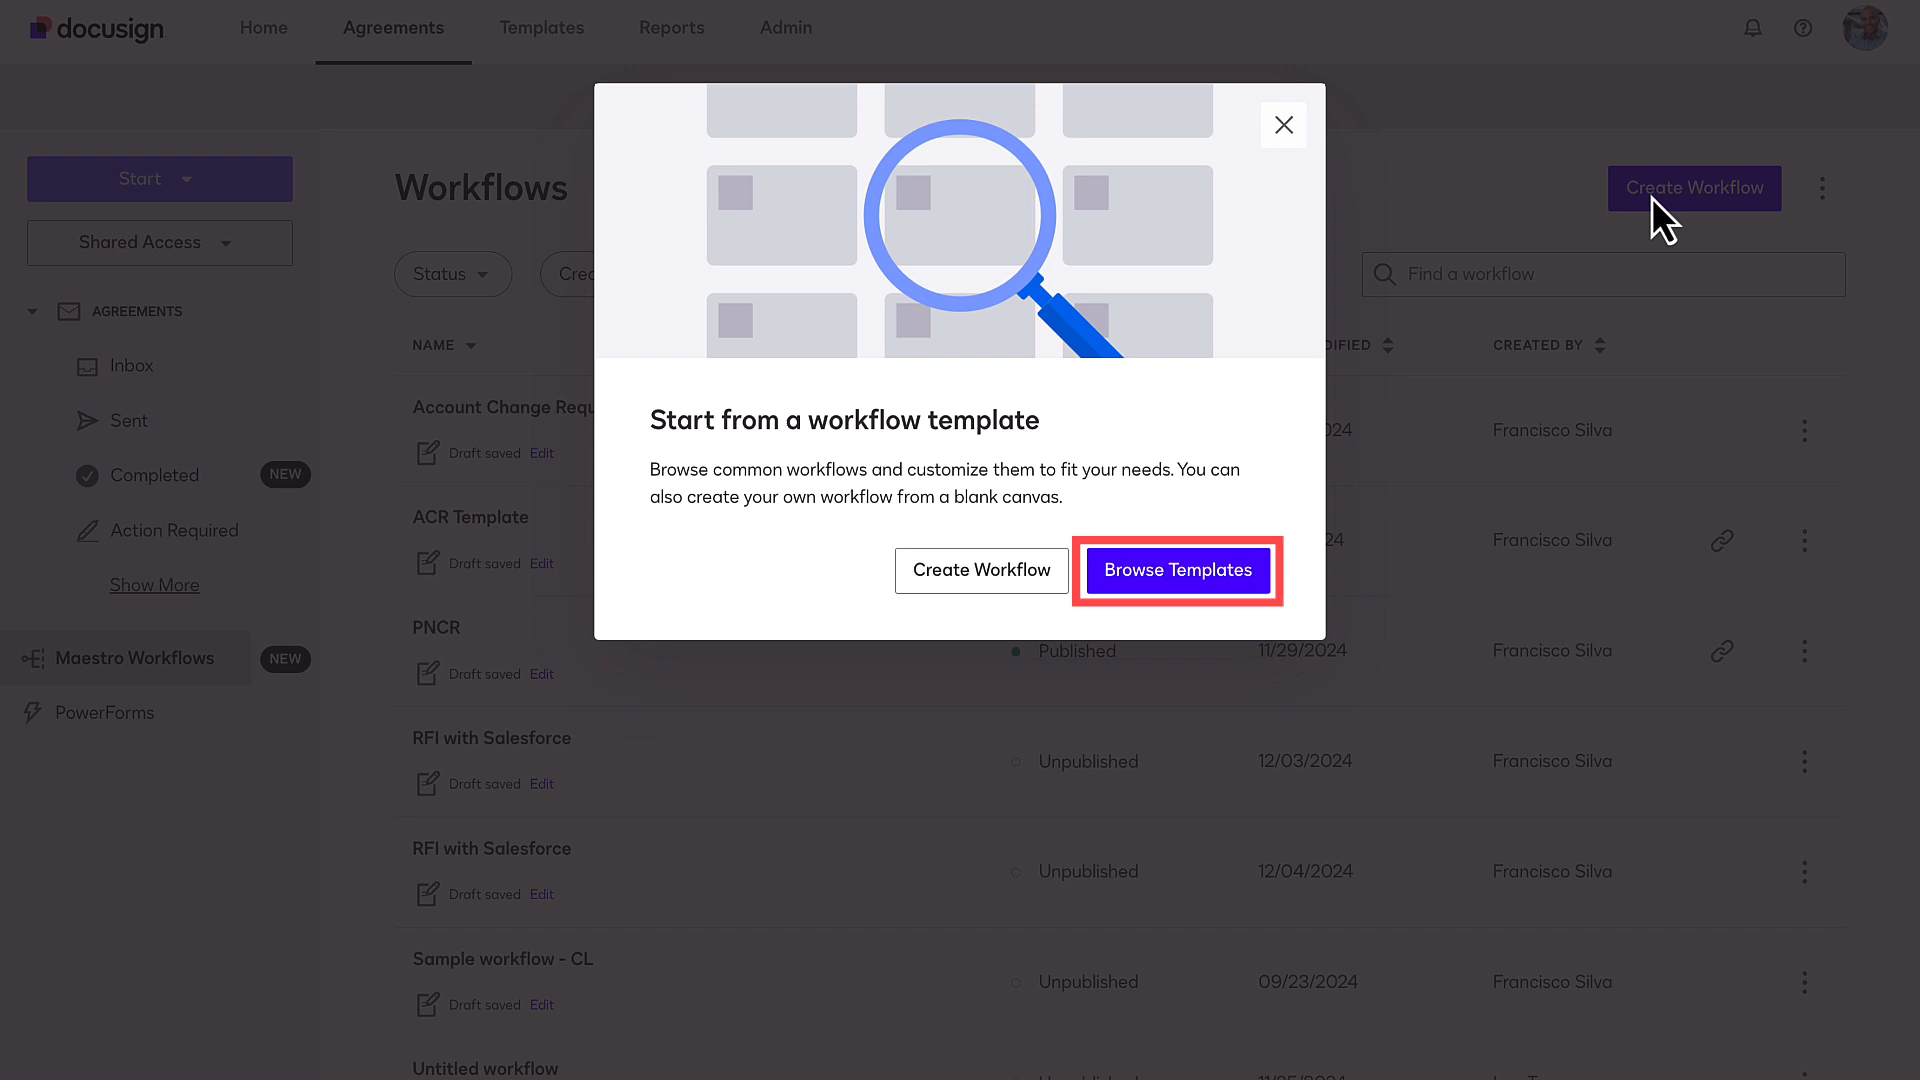 docusign
Home Agreements Templates Reports Admin
Start
Shared Access
AGREEMENTS
Inbox
Sent
Completed NEW
Action Required
Show More
Maestro Workflows NEW
PowerForms
Workflows
Create Workflow
Status
Find a workflow
NAME CREATED BY
Account Change
Draft saved Edit
Francisco Silva
ACR Template
Draft saved Edit
Francisco Silva
PNCR
Draft saved Edit
Published 11/29/2024 Francisco Silva
RFI with Salesforce
Draft saved Edit
Unpublished 12/03/2024 Francisco Silva
RFI with Salesforce
Draft saved Edit
Unpublished 12/04/2024 Francisco Silva
Sample workflow - CL
Draft saved Edit
Unpublished 09/23/2024 Francisco Silva
Untitled workflow
Start from a workflow template
Browse common workflows and customize them to fit your needs. You can
also create your own workflow from a blank canvas.
Create Workflow Browse Templates